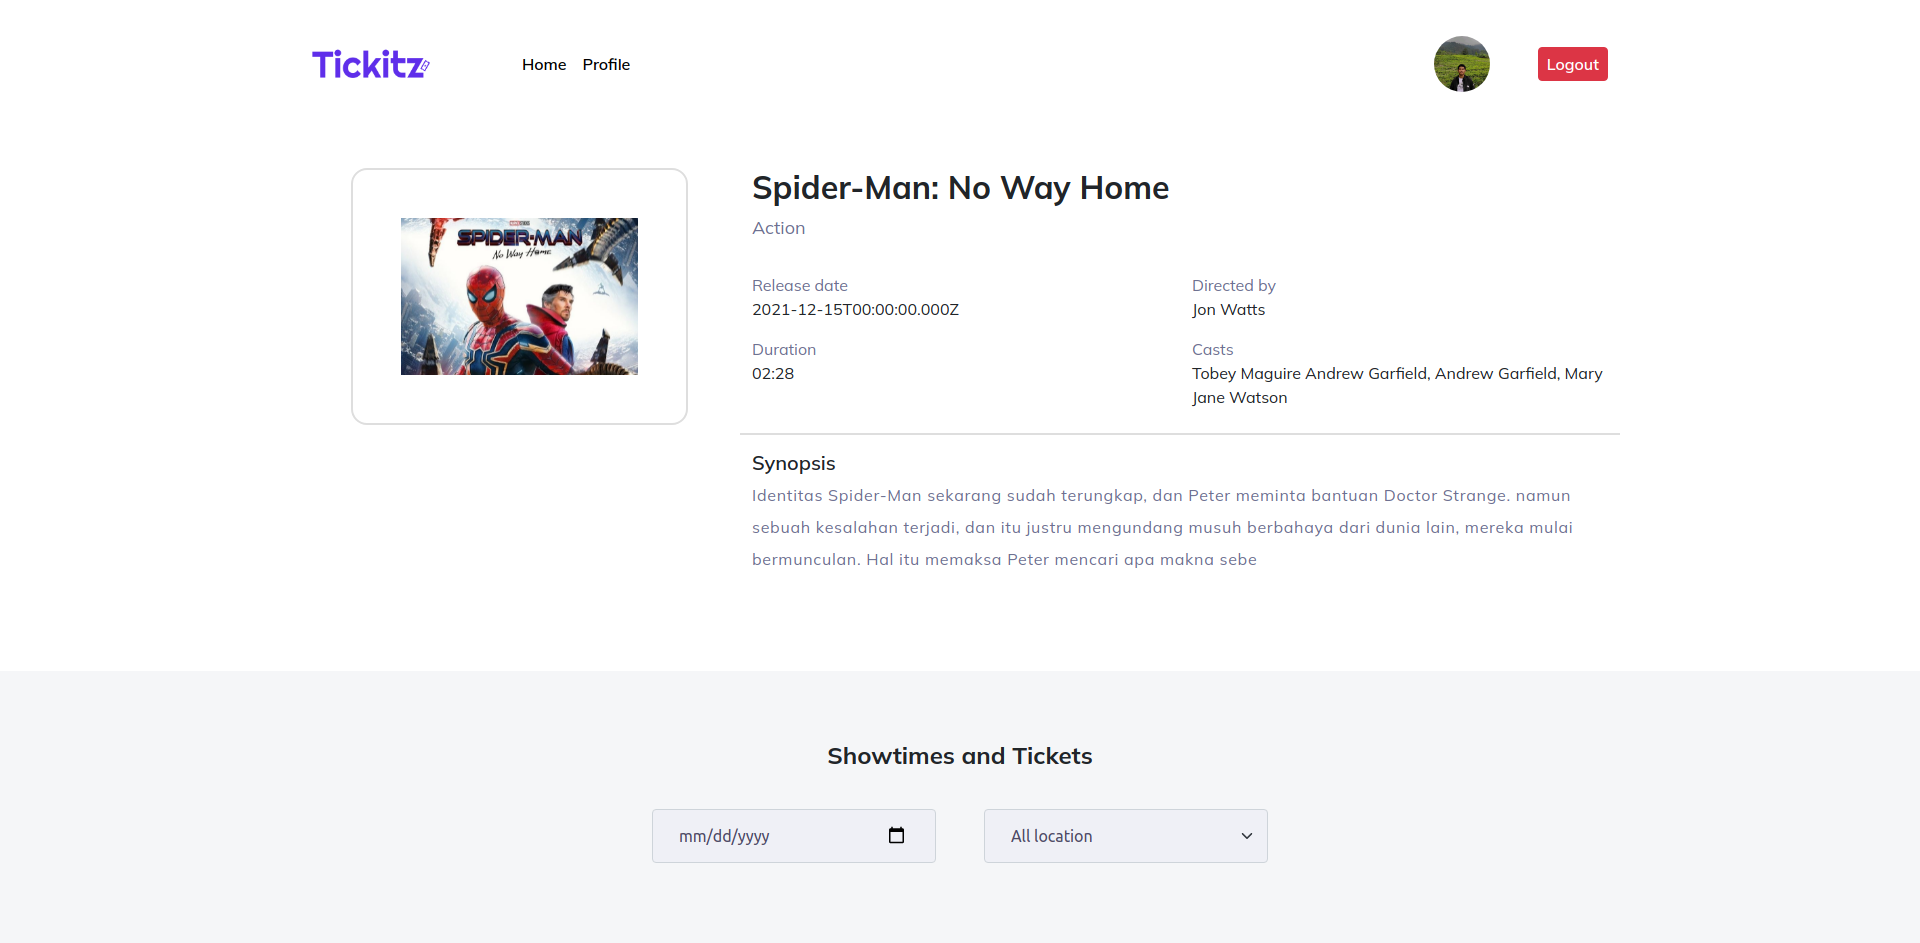 Tickitz
Home
Profile
Logout
SPIDER-MAN
No Way Home
Spider-Man: No Way Home
Action
Release date
2021-12-15T00:00:00.000Z
Directed by
Jon Watts
Duration
02:28
Casts
Tobey Maguire Andrew Garfield, Andrew Garfield, Mary
Jane Watson
Synopsis
Identitas Spider-Man sekarang sudah terungkap, dan Peter meminta bantuan Doctor Strange. namun
sebuah kesalahan terjadi, dan itu justru mengundang musuh berbahaya dari dunia lain, mereka mulai
bermunculan. Hal itu memaksa Peter mencari apa makna sebe
Showtimes and Tickets
mm/dd/yyyy
All location